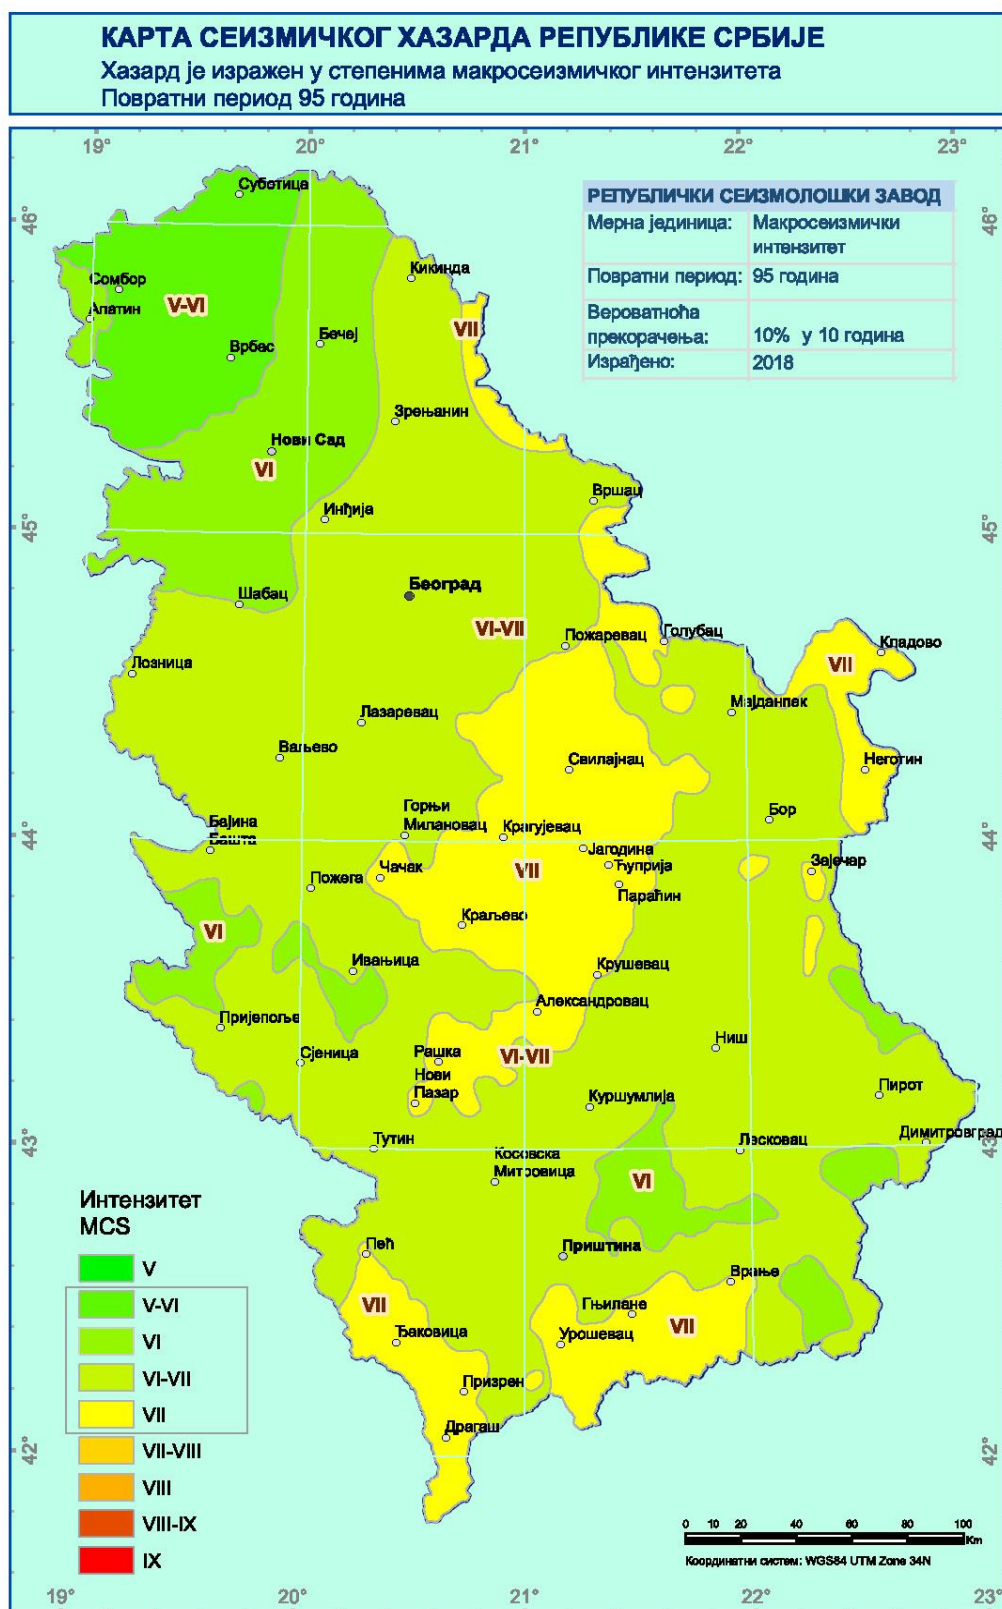 КАРТА СЕИЗМИЧКОГ ХАЗАРДА РЕПУБЛИКЕ СРБИЈЕ
Хазард је изражен у степенима макросеизмичког интензитета
Повратни период 95 година
19°
20°
21°
22°
23°
46°
46°
45°
45°
44°
44°
43°
43°
42°
42°
РЕПУБЛИЧКИ СЕИЗМОЛОШКИ ЗАВОД
Мерна јединица: Макросеизмички
интензитет
Повратни период: 95 година
Вероватноћа
прекорачења: 10% у 10 година
Израђено: 2018
Суботица
Сомбор
Апатин
V-VI
Врбас
Бечеј
Кикинда
VII
Зрењанин
Нови Сад
VI
Вршац
Инђија
Београд
Шабац
VI-VII
Пожаревац
Голубац
Кладово
VII
Лозница
Мајданпек
Лазаревац
Ваљево
Свилајнац
Неготин
Бор
Горњи
Милановац
Бајина
Башта
Крагујевац
Јагодина
Ћуприја
Зајечар
Чачак
VII
Пожега
Параћин
Краљево
VI
Ивањица
Крушевац
Александровац
Пријепоље
Сјеница
Рашка
VI-VII
Ниш
Нови
Пазар
Куршумлија
Пирот
Тутин
Косовска
Митровица
Лесковац
Димитровград
VI
Пећ
Приштина
Врање
VII
Гњилане
VII
Ђаковица
Урошевац
Призрен
Драгаш
Интензитет
MCS
V
V-VI
VI
VI-VII
VII
VII-VIII
VIII
VIII-IX
IX
0 10 20 40 60 80 100
Km
Координатни систем: WGS84 UTM Zone 34N
19°
20°
21°
22°
23°